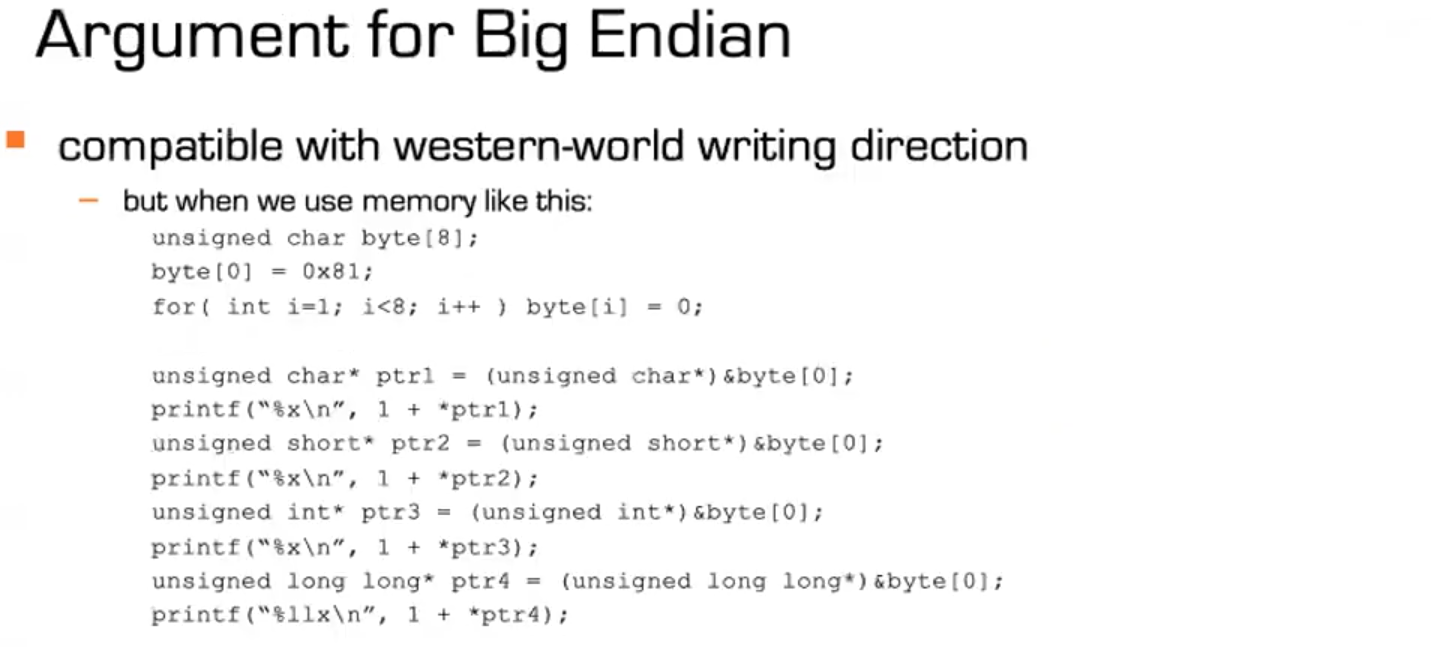 Argument for Big Endian
compatible with western-world writing direction
– but when we use memory like this:
unsigned char byte[8];
byte[0] = 0x81;
for( int i=1; i<8; i++ ) byte[i] = 0;
unsigned char* ptr1 = (unsigned char*)&byte[0];
printf(“%x\n”, 1 + *ptr1);
unsigned short* ptr2 = (unsigned short*)&byte[0];
printf(“%x\n”, 1 + *ptr2);
unsigned int* ptr3 = (unsigned int*)&byte[0];
printf(“%x\n”, 1 + *ptr3);
unsigned long long* ptr4 = (unsigned long long*)&byte[0];
printf(“%llx\n”, 1 + *ptr4);